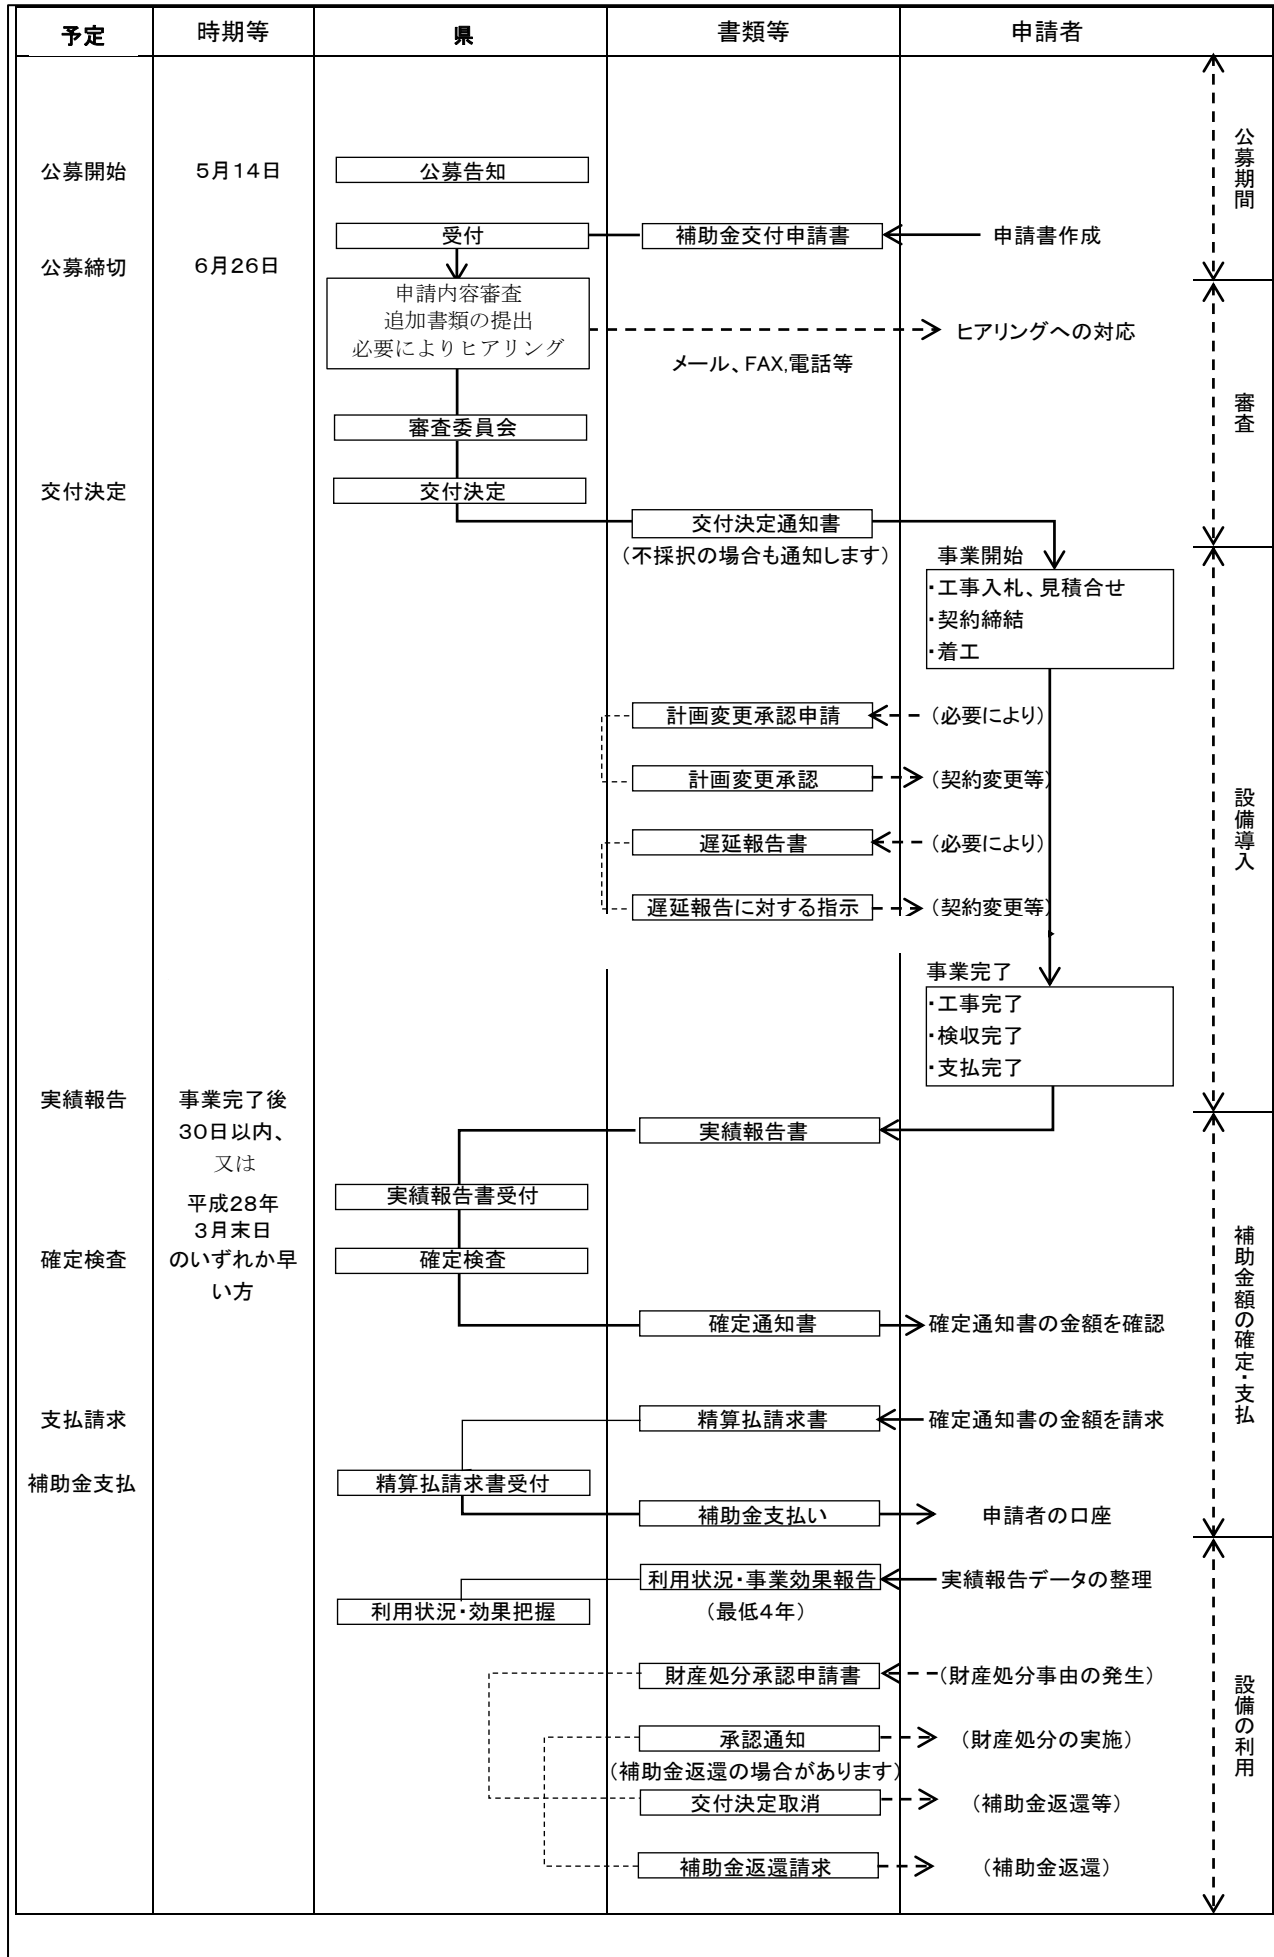 予定
時期等
県
書類等
申請者
公募期間
公募開始
5月14日
公募告知
受付
補助金交付申請書
申請書作成
公募締切
6月26日
申請内容審査
追加書類の提出
必要によりヒアリング
ヒアリングへの対応
メール、FAX,電話等
審査
審査委員会
交付決定
交付決定
交付決定通知書
(不採択の場合も通知します)
事業開始
・工事入札、見積合せ
・契約締結
・着工
計画変更承認申請
(必要により)
計画変更承認
(契約変更等)
設備導入
遅延報告書
(必要により)
遅延報告に対する指示
(契約変更等)
事業完了
・工事完了
・検収完了
・支払完了
実績報告
事業完了後
30日以内、
又は
平成28年
3月末日
のいずれか早
い方
実績報告書
実績報告書受付
確定検査
確定検査
補助金額の確定・支払
確定通知書
確定通知書の金額を確認
支払請求
精算払請求書
確定通知書の金額を請求
補助金支払
精算払請求書受付
補助金支払い
申請者の口座
利用状況・事業効果報告
実績報告データの整理
(最低4年)
利用状況・効果把握
財産処分承認申請書
(財産処分事由の発生)
設備の利用
承認通知
(財産処分の実施)
(補助金返還の場合があります)
交付決定取消
(補助金返還等)
補助金返還請求
(補助金返還)